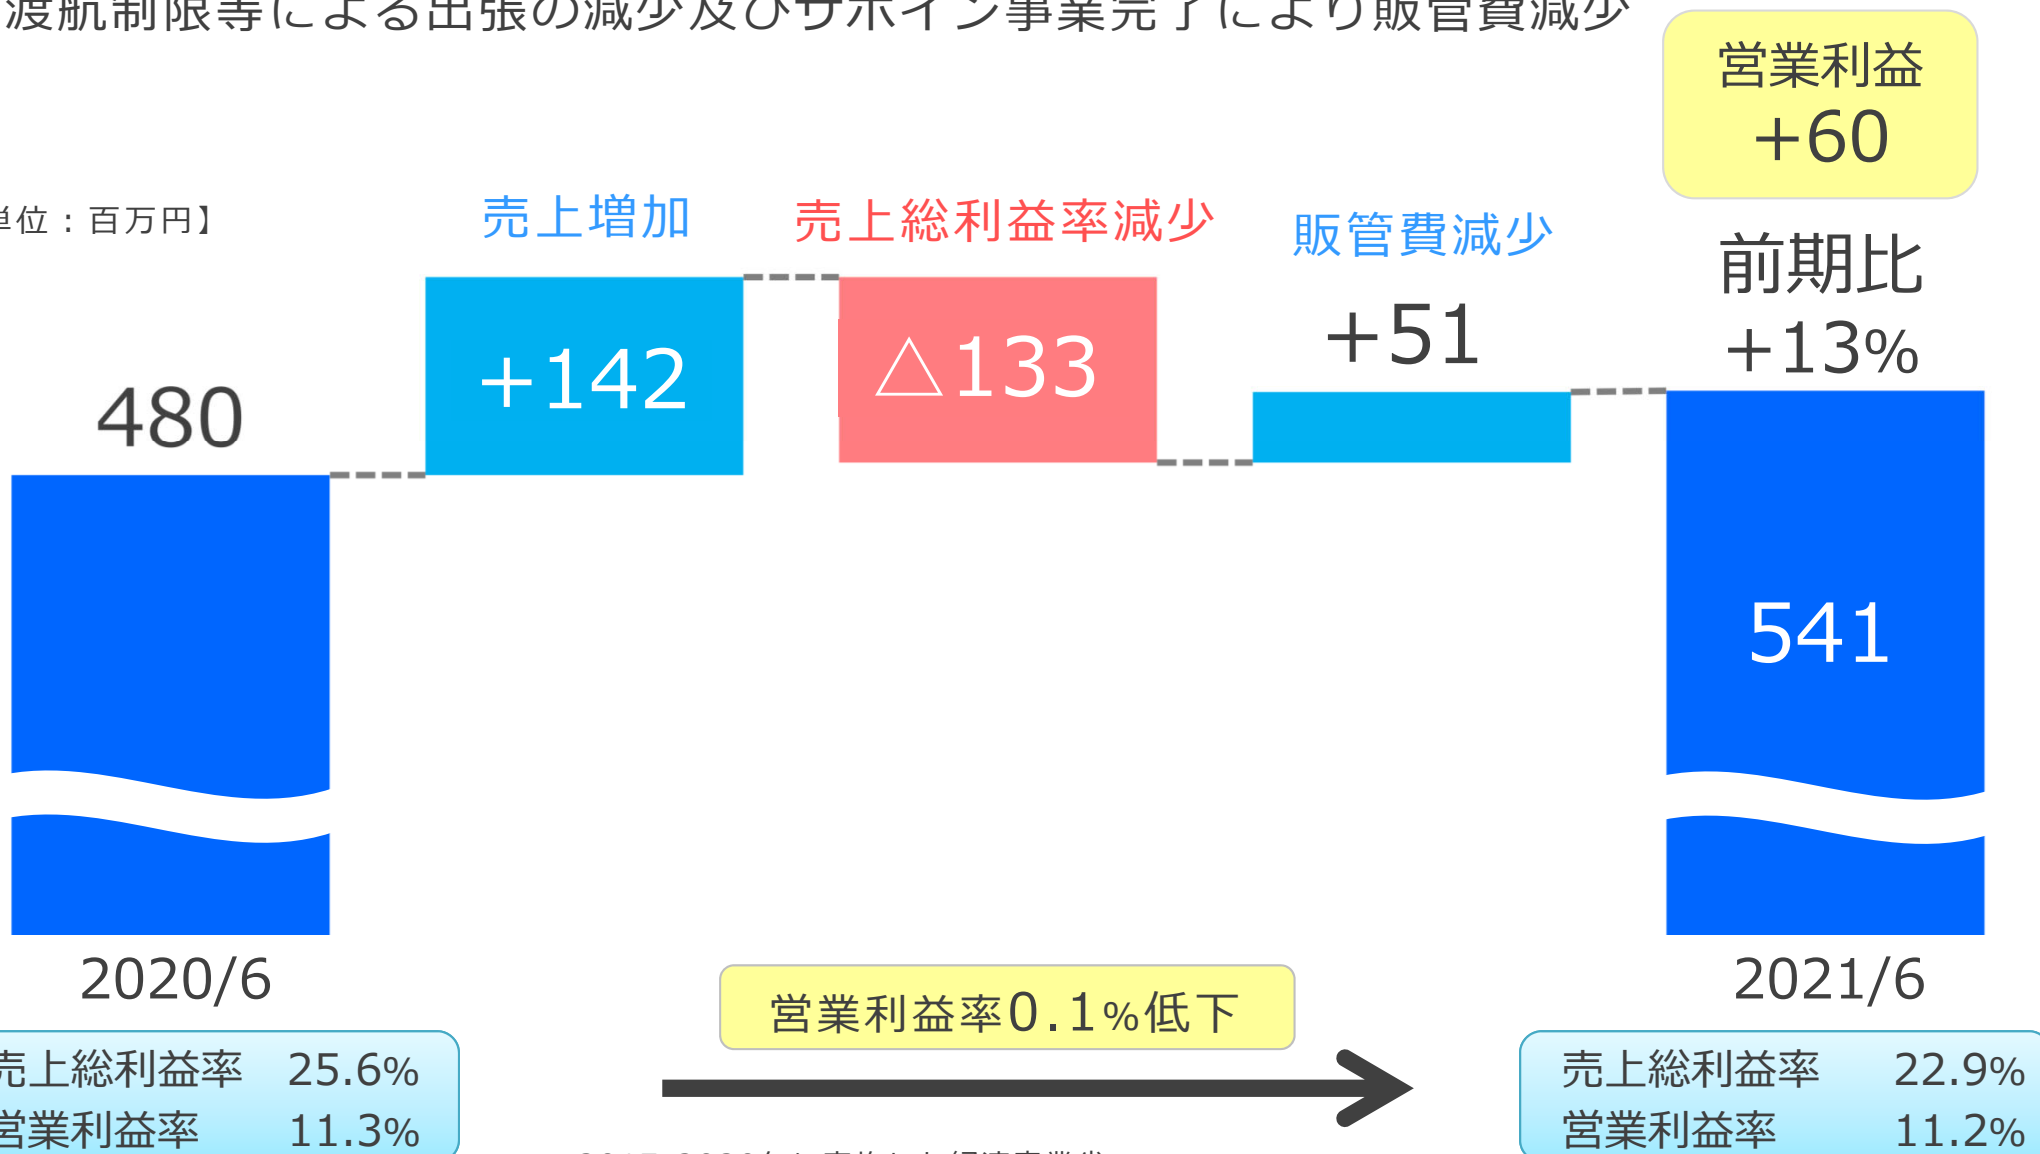 渡航制限等による出張の減少及びサポイン事業完了により販管費減少
営業利益
+60
単位：百万円】
売上増加
売上総利益率減少
販管費減少
前期比
+13%
480
+142
△133
+51
541
2020/6
2021/6
営業利益率0.1%低下
売上総利益率 25.6%
営業利益率 11.3%
売上総利益率 22.9%
営業利益率 11.2%